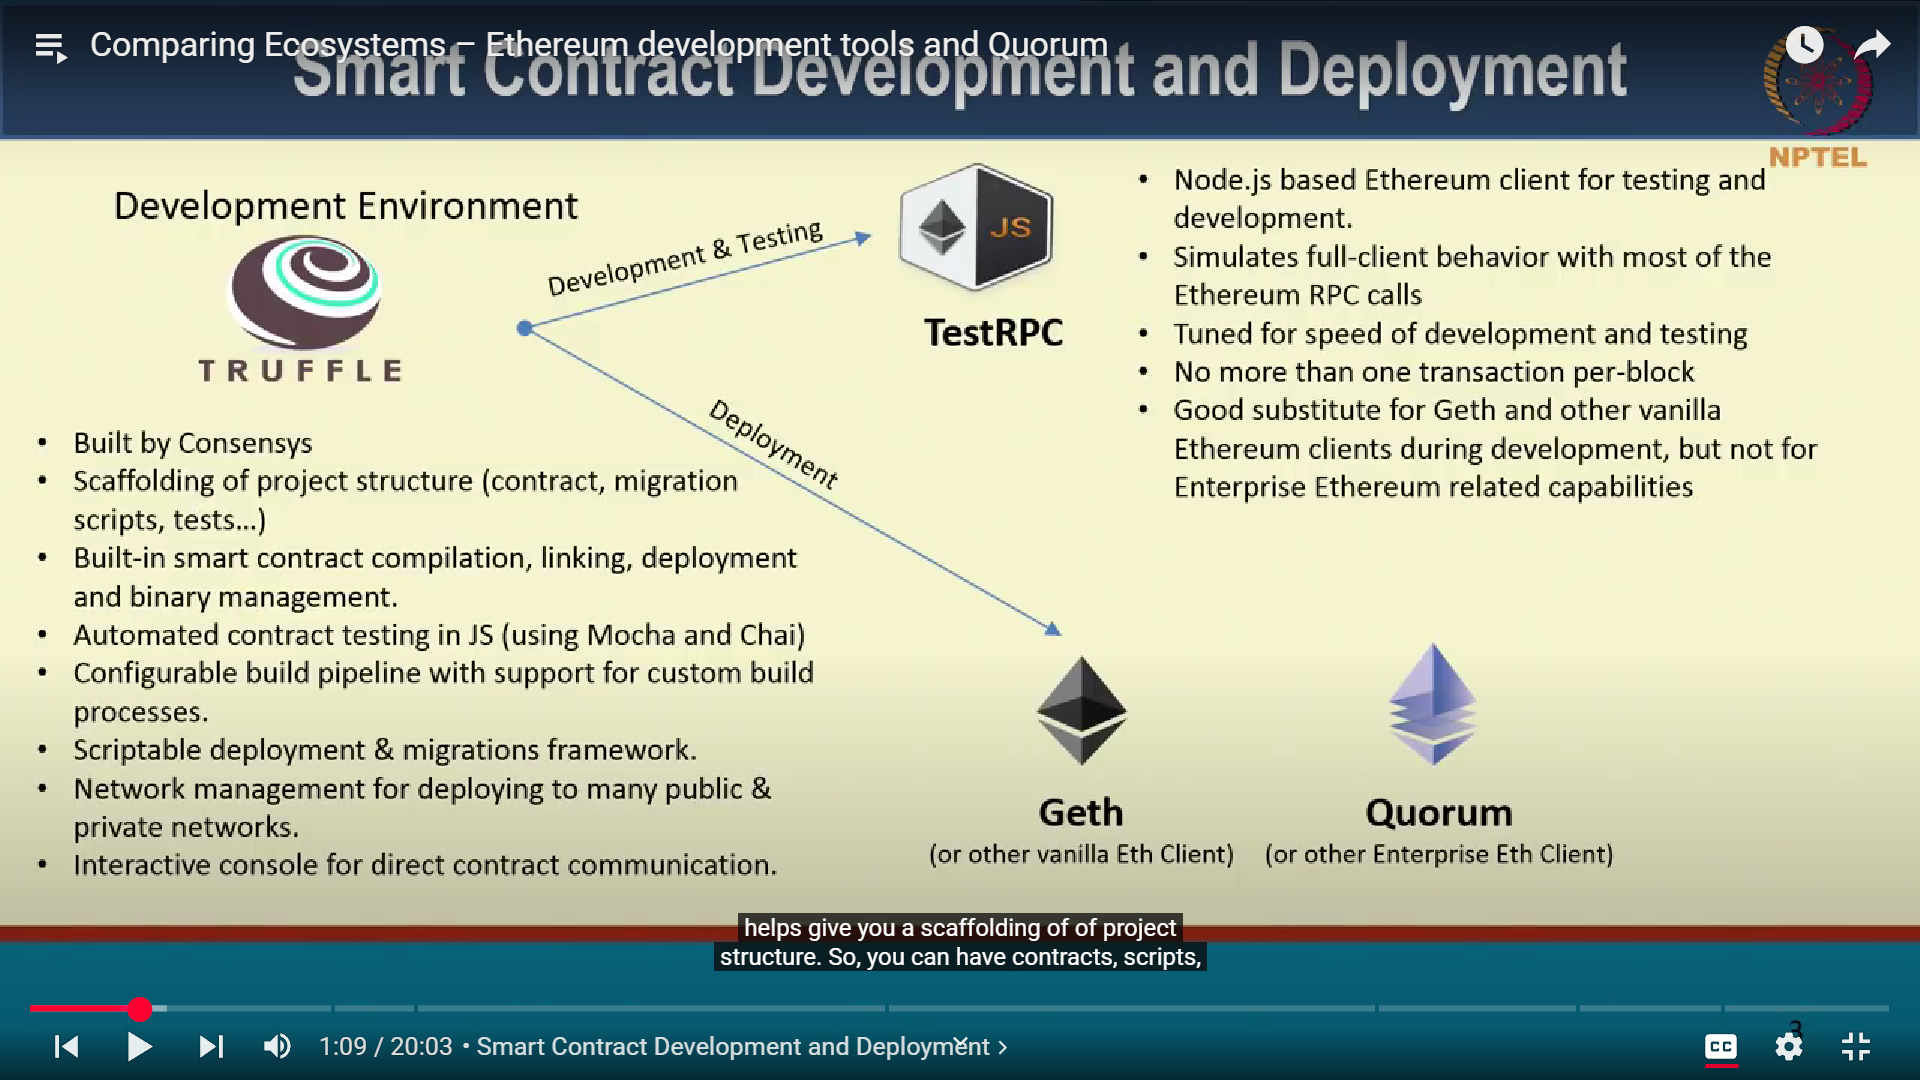 Comparing Ecosystems – Ethereum development tools and Quorum
Smart Contract Development and Deployment
NPTEL
Development Environment
TRUFFLE
• Built by Consensys
• Scaffolding of project structure (contract, migration
scripts, tests...)
• Built-in smart contract compilation, linking, deployment
and binary management.
• Automated contract testing in JS (using Mocha and Chai)
• Configurable build pipeline with support for custom build
processes.
• Scriptable deployment & migrations framework.
• Network management for deploying to many public &
private networks.
• Interactive console for direct contract communication.
Development & Testing
Deployment
JS
TestRPC
• Node.js based Ethereum client for testing and
development.
• Simulates full-client behavior with most of the
Ethereum RPC calls
• Tuned for speed of development and testing
• No more than one transaction per-block
• Good substitute for Geth and other vanilla
Ethereum clients during development, but not for
Enterprise Ethereum related capabilities
Geth
(or other vanilla Eth Client)
Quorum
(or other Enterprise Eth Client)
helps give you a scaffolding of of project
structure. So, you can have contracts, scripts,
3
1:09 / 20:03 • Smart Contract Development and Deployment
CC